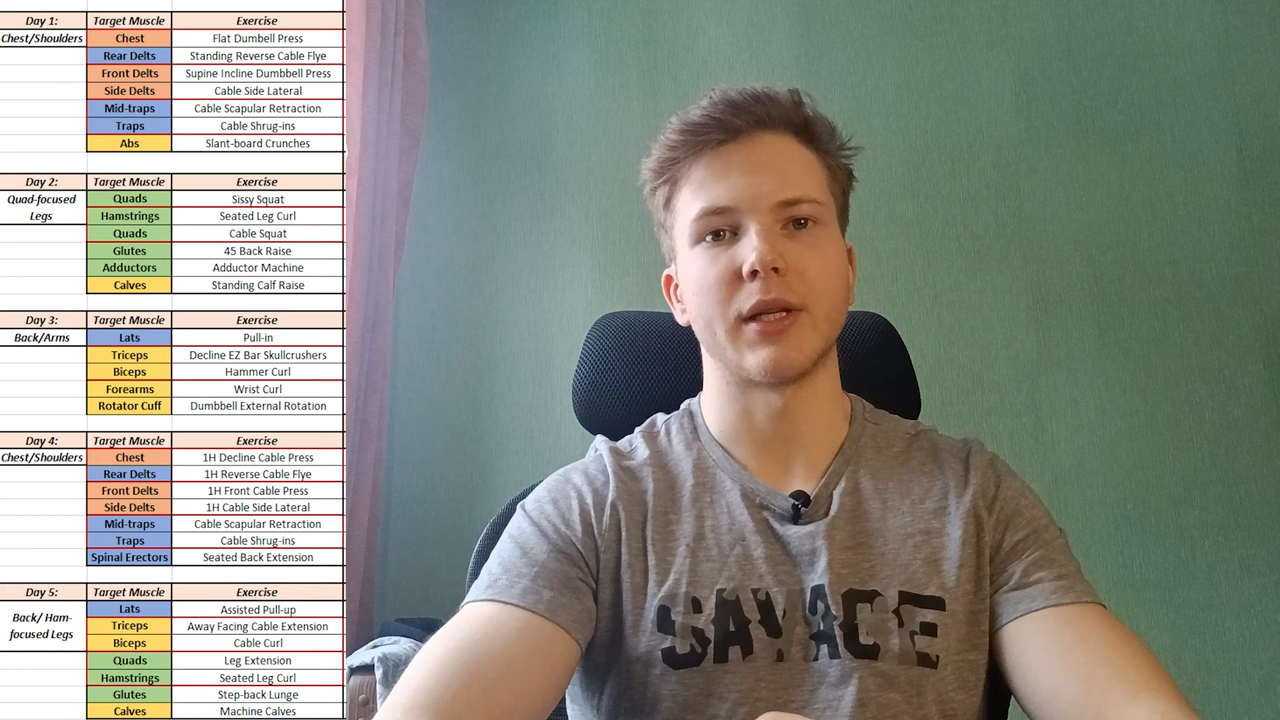 Day 1: Target Muscle Exercise
Chest/Shoulders Chest Flat Dumbell Press
Rear Delts Standing Reverse Cable Flye
Front Delts Supine Incline Dumbbell Press
Side Delts Cable Side Lateral
Mid-traps Cable Scapular Retraction
Traps Cable Shrug-ins
Abs Slant-board Crunches
Day 2: Target Muscle Exercise
Quad-focused Legs Quads Sissy Squat
Hamstrings Seated Leg Curl
Quads Cable Squat
Glutes 45 Back Raise
Adductors Adductor Machine
Calves Standing Calf Raise
Day 3: Target Muscle Exercise
Back/Arms Lats Pull-in
Triceps Decline EZ Bar Skullcrushers
Biceps Hammer Curl
Forearms Wrist Curl
Rotator Cuff Dumbbell External Rotation
Day 4: Target Muscle Exercise
Chest/Shoulders Chest 1H Decline Cable Press
Rear Delts 1H Reverse Cable Flye
Front Delts 1H Front Cable Press
Side Delts 1H Cable Side Lateral
Mid-traps Cable Scapular Retraction
Traps Cable Shrug-ins
Spinal Erectors Seated Back Extension
Day 5: Target Muscle Exercise
Back/ Ham-focused Legs Lats Assisted Pull-up
Triceps Away Facing Cable Extension
Biceps Cable Curl
Quads Leg Extension
Hamstrings Seated Leg Curl
Glutes Step-back Lunge
Calves Machine Calves
SAVAGE